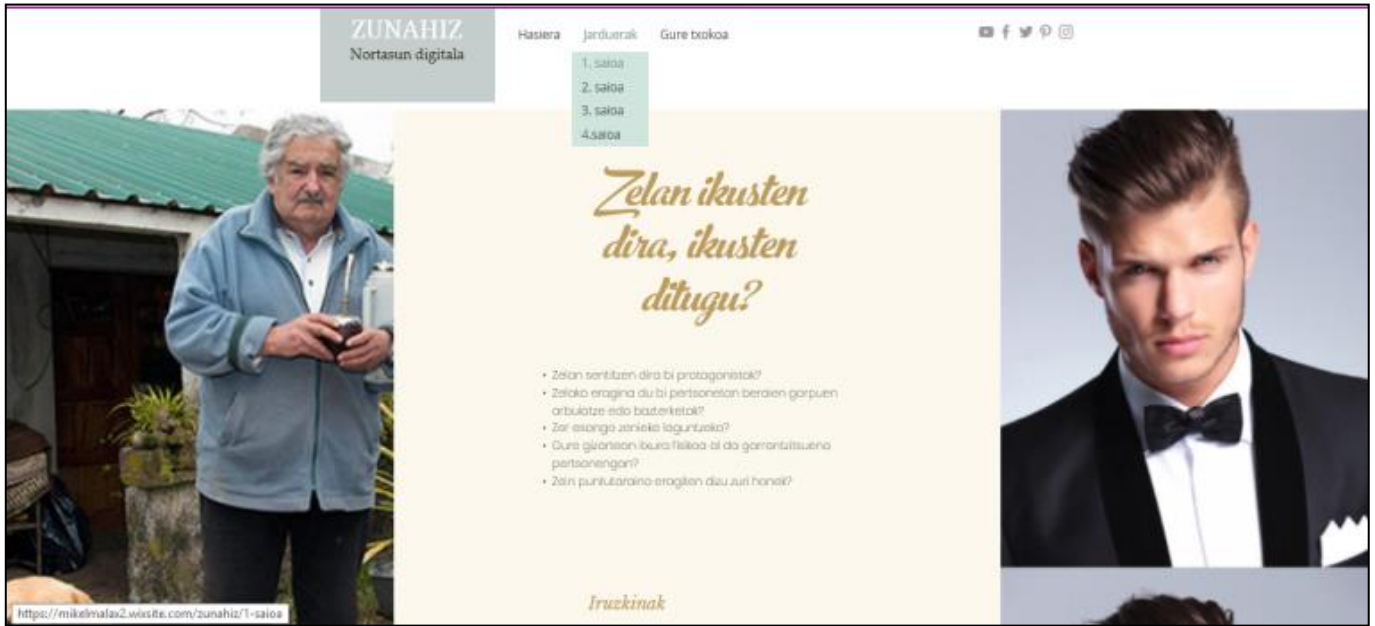 ZUNAHIZ
Nortasun digitala
Hasiera Jarduerak Gure txokoa
1. saioa
2. saioa
3. saioa
4.saioa
Zelan ikusten
dira, ikusten
ditugu?
• Zelan sentitzen dira bi protagonistak?
• Zelako eragina du bi pertsonetan beraien gorpuen
arbuiatze edo bazterketak?
• Zer esango zenieke laguntzeko?
• Gure gizartean itxura fisikoa al da garrantzitsuena
pertsonengan?
• Zein puntutaraino eragiten dizu zuri honek?
Iruzkinak
https://mikelmalax2.wixsite.com/zunahiz/1-saioa